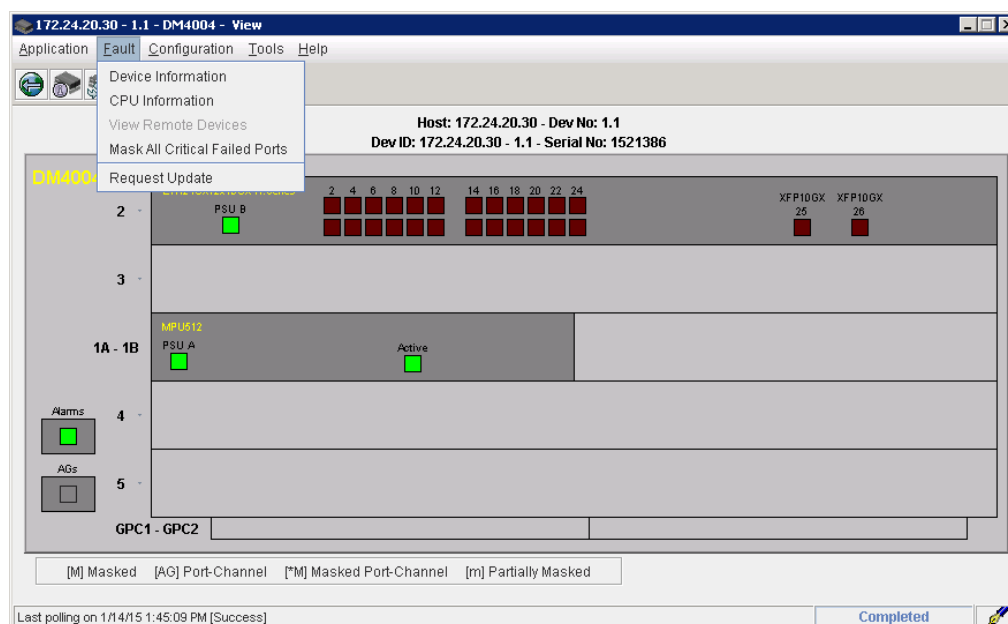 172.24.20.30 - 1.1 - DM4004 - View
Application Fault Configuration Tools Help
Device Information
CPU Information
View Remote Devices
Mask All Critical Failed Ports
Request Update
Host: 172.24.20.30 - Dev No: 1.1
Dev ID: 172.24.20.30 - 1.1 - Serial No: 1521386
DM4004
2 4 6 8 10 12 14 16 18 20 22 24
XFP10GX XFP10GX
2 - PSU B 25 26
3 -
MPU512
1A - 1B PSU A Active
Alarms 4 -
AGs
5 -
GPC1 - GPC2
[M] Masked [AG] Port-Channel [*M] Masked Port-Channel [m] Partially Masked
Last polling on 1/14/15 1:45:09 PM [Success] Completed